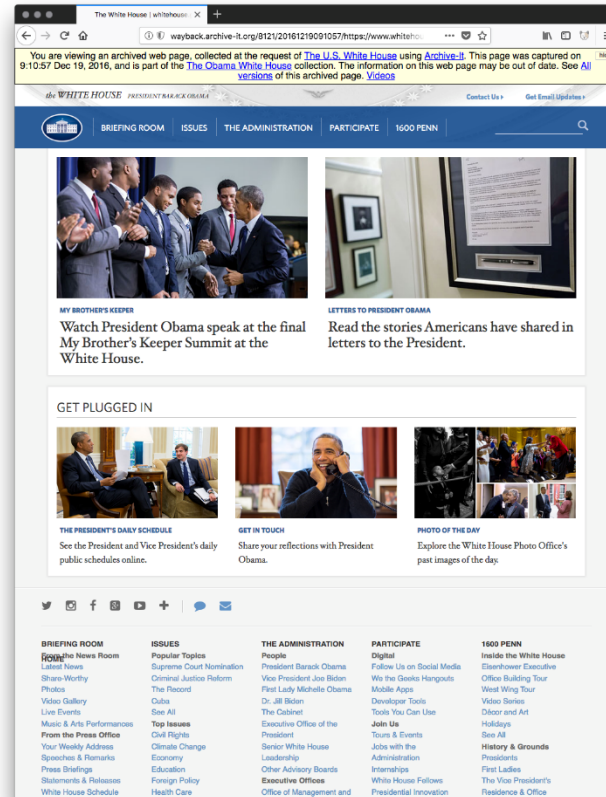 The White House | whitehouse.
wayback.archive-it.org/8121/20161219091057/https://www.whitehou
You are viewing an archived web page, collected at the request of The U.S. White House using Archive-It. This page was captured on
9:10:57 Dec 19, 2016, and is part of the The Obama White House collection. The information on this web page may be out of date. See All
versions of this archived page. Videos
the WHITE HOUSE PRESIDENT BARACK OBAMA
Contact Us Get Email Updates
BRIEFING ROOM ISSUES THE ADMINISTRATION PARTICIPATE 1600 PENN
MY BROTHER'S KEEPER
Watch President Obama speak at the final
My Brother's Keeper Summit at the
White House.
LETTERS TO PRESIDENT OBAMA
Read the stories Americans have shared in
letters to the President.
GET PLUGGED IN
THE PRESIDENT'S DAILY SCHEDULE
See the President and Vice President's daily
public schedules online.
GET IN TOUCH
Share your reflections with President
Obama.
PHOTO OF THE DAY
Explore the White House Photo Office's
past images of the day.
BRIEFING ROOM
From the News Room
HOME
Latest News
Share-Worthy
Photos
Video Gallery
Live Events
Music & Arts Performances
From the Press Office
Your Weekly Address
Speeches & Remarks
Press Briefings
Statements & Releases
White House Schedule
ISSUES
Popular Topics
Supreme Court Nomination
Criminal Justice Reform
The Record
Cuba
See All
Top Issues
Civil Rights
Climate Change
Economy
Education
Foreign Policy
Health Care
THE ADMINISTRATION
People
President Barack Obama
Vice President Joe Biden
First Lady Michelle Obama
Dr. Jill Biden
The Cabinet
Executive Office of the
President
Senior White House
Leadership
Other Advisory Boards
Executive Offices
Office of Management and
PARTICIPATE
Digital
Follow Us on Social Media
We the Geeks Hangouts
Mobile Apps
Developer Tools
Tools You Can Use
Join Us
Tours & Events
Jobs with the
Administration
Internships
White House Fellows
Presidential Innovation
1600 PENN
Inside the White House
Eisenhower Executive
Office Building Tour
West Wing Tour
Video Series
Décor and Art
Holidays
See All
History & Grounds
Presidents
First Ladies
The Vice President's
Residence & Office